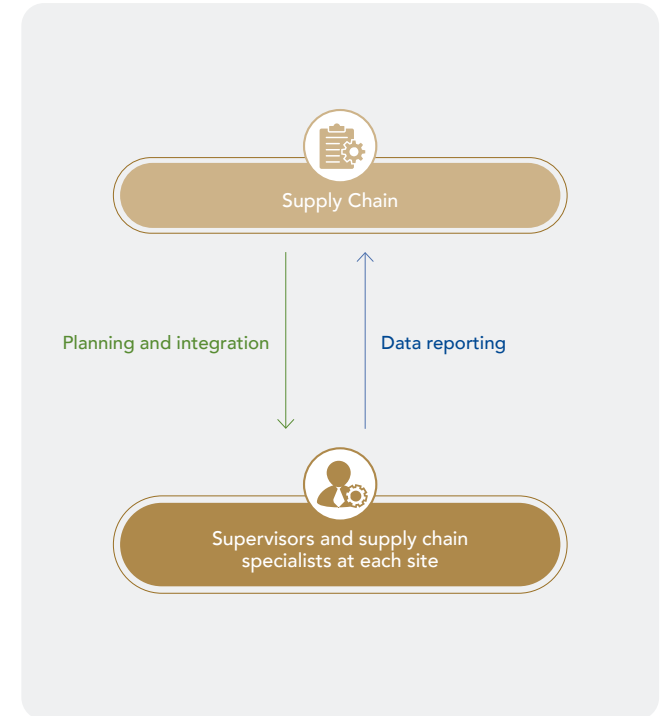 Supply Chain
Planning and integration
Data reporting
Supervisors and supply chain
specialists at each site